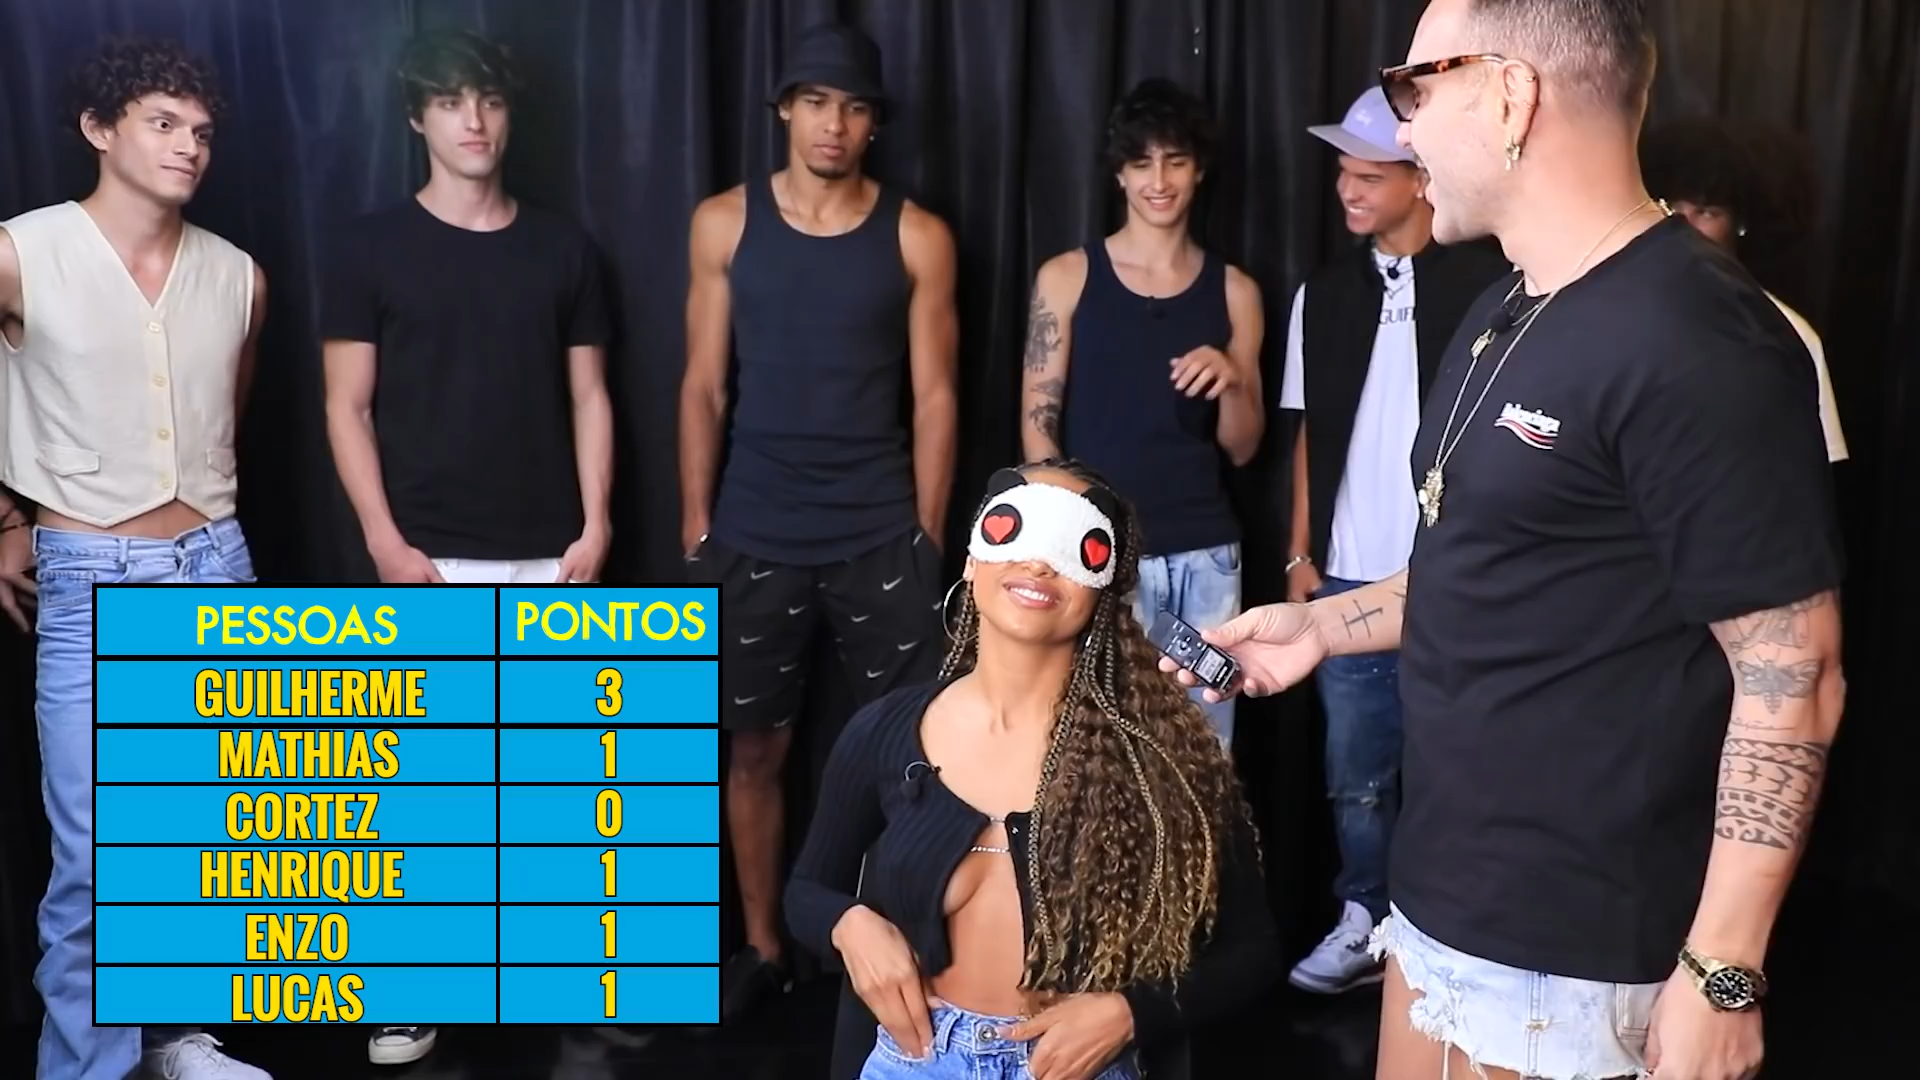 PESSOAS PONTOS
GUILHERME 3
MATHIAS 1
CORTEZ 0
HENRIQUE 1
ENZO 1
LUCAS 1